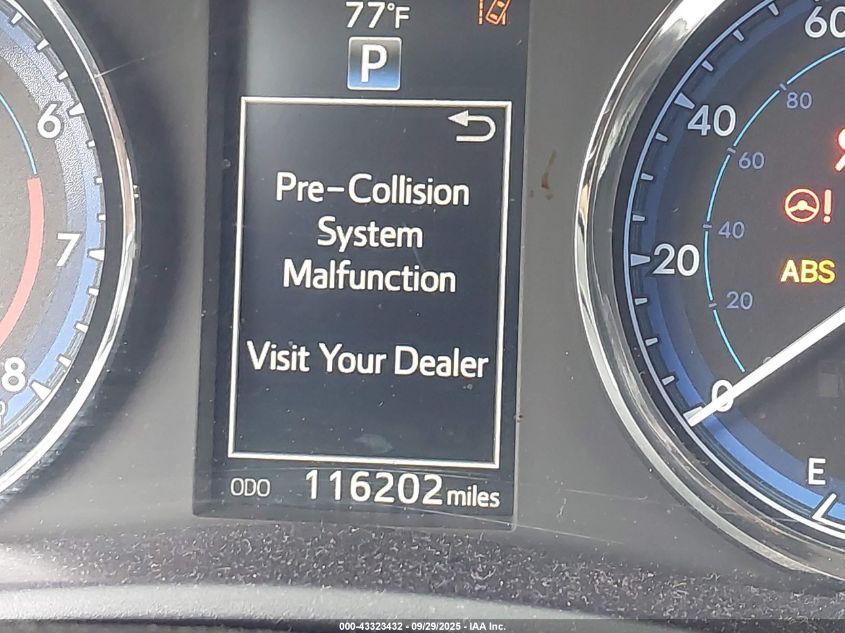 77°F
P
Pre-Collision
System
Malfunction
Visit Your Dealer
ODO 116202 miles
6
7
8
60
40
20
0
80
60
40
20
!
ABS
E
000-43323432 - 09/29/2025 - IAA Inc.